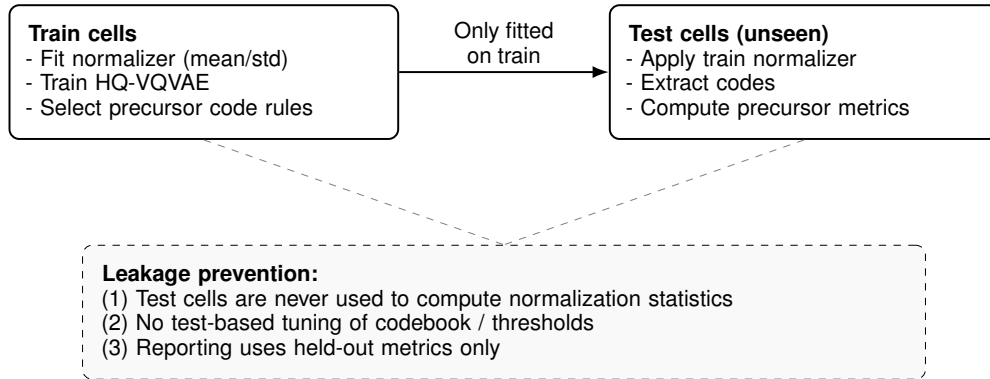 Train cells
- Fit normalizer (mean/std)
- Train HQ-VQVAE
- Select precursor code rules
Only fitted
on train
Test cells (unseen)
- Apply train normalizer
- Extract codes
- Compute precursor metrics
Leakage prevention:
(1) Test cells are never used to compute normalization statistics
(2) No test-based tuning of codebook / thresholds
(3) Reporting uses held-out metrics only